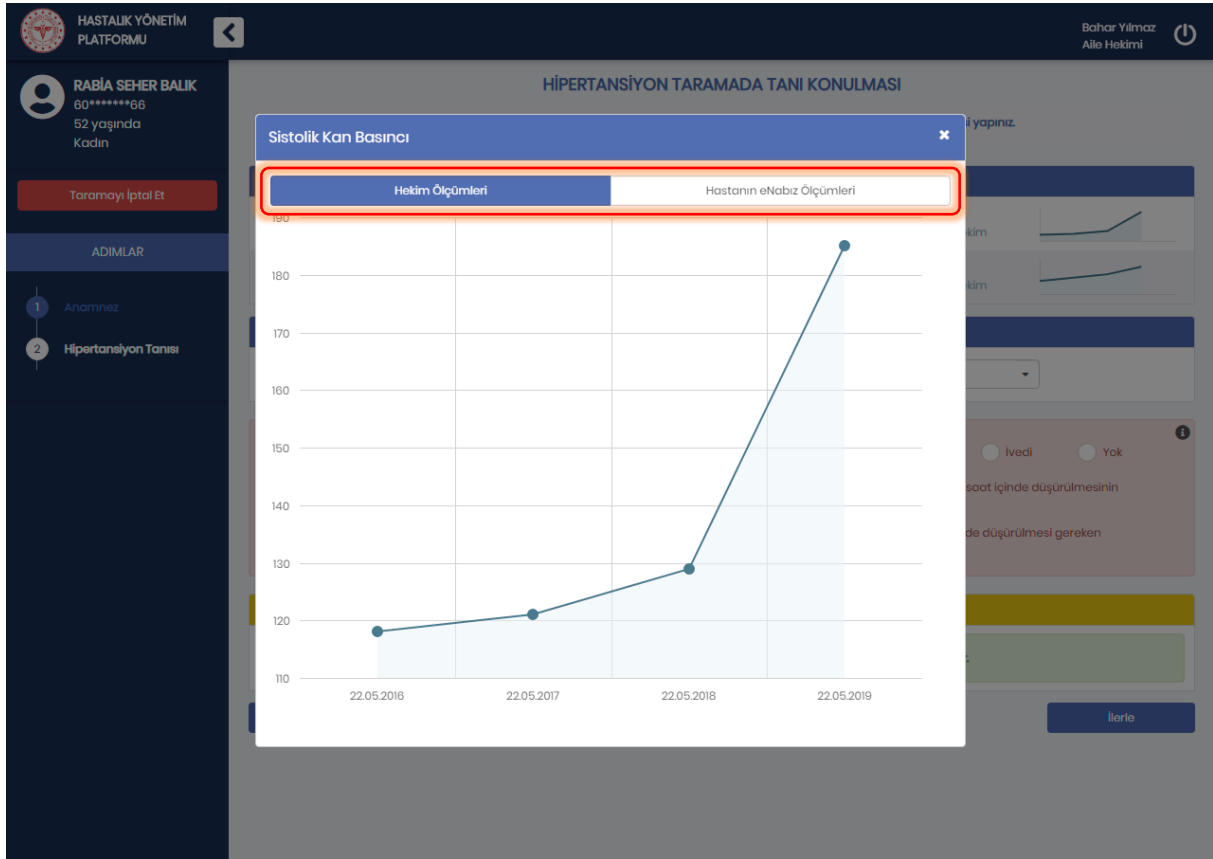 HASTALIK YÖNETİM
PLATFORMU
Bahar Yılmaz
Aile Hekimi
RABİA SEHER BALIK
60*******66
52 yaşında
Kadın
Taramayı İptal Et
ADIMLAR
1 Anamnez
2 Hipertansiyon Tanısı
HİPERTANSİYON TARAMADA TANI KONULMASI
yapınız.
Sistolik Kan Basıncı
Hekim Ölçümleri Hastanın eNabız Ölçümleri
190
180
170
160
150
140
130
120
110
22.05.2016 22.05.2017 22.05.2018 22.05.2019
İvedi Yok
saat içinde düşürülmesinin
de düşürülmesi gereken
İlerle